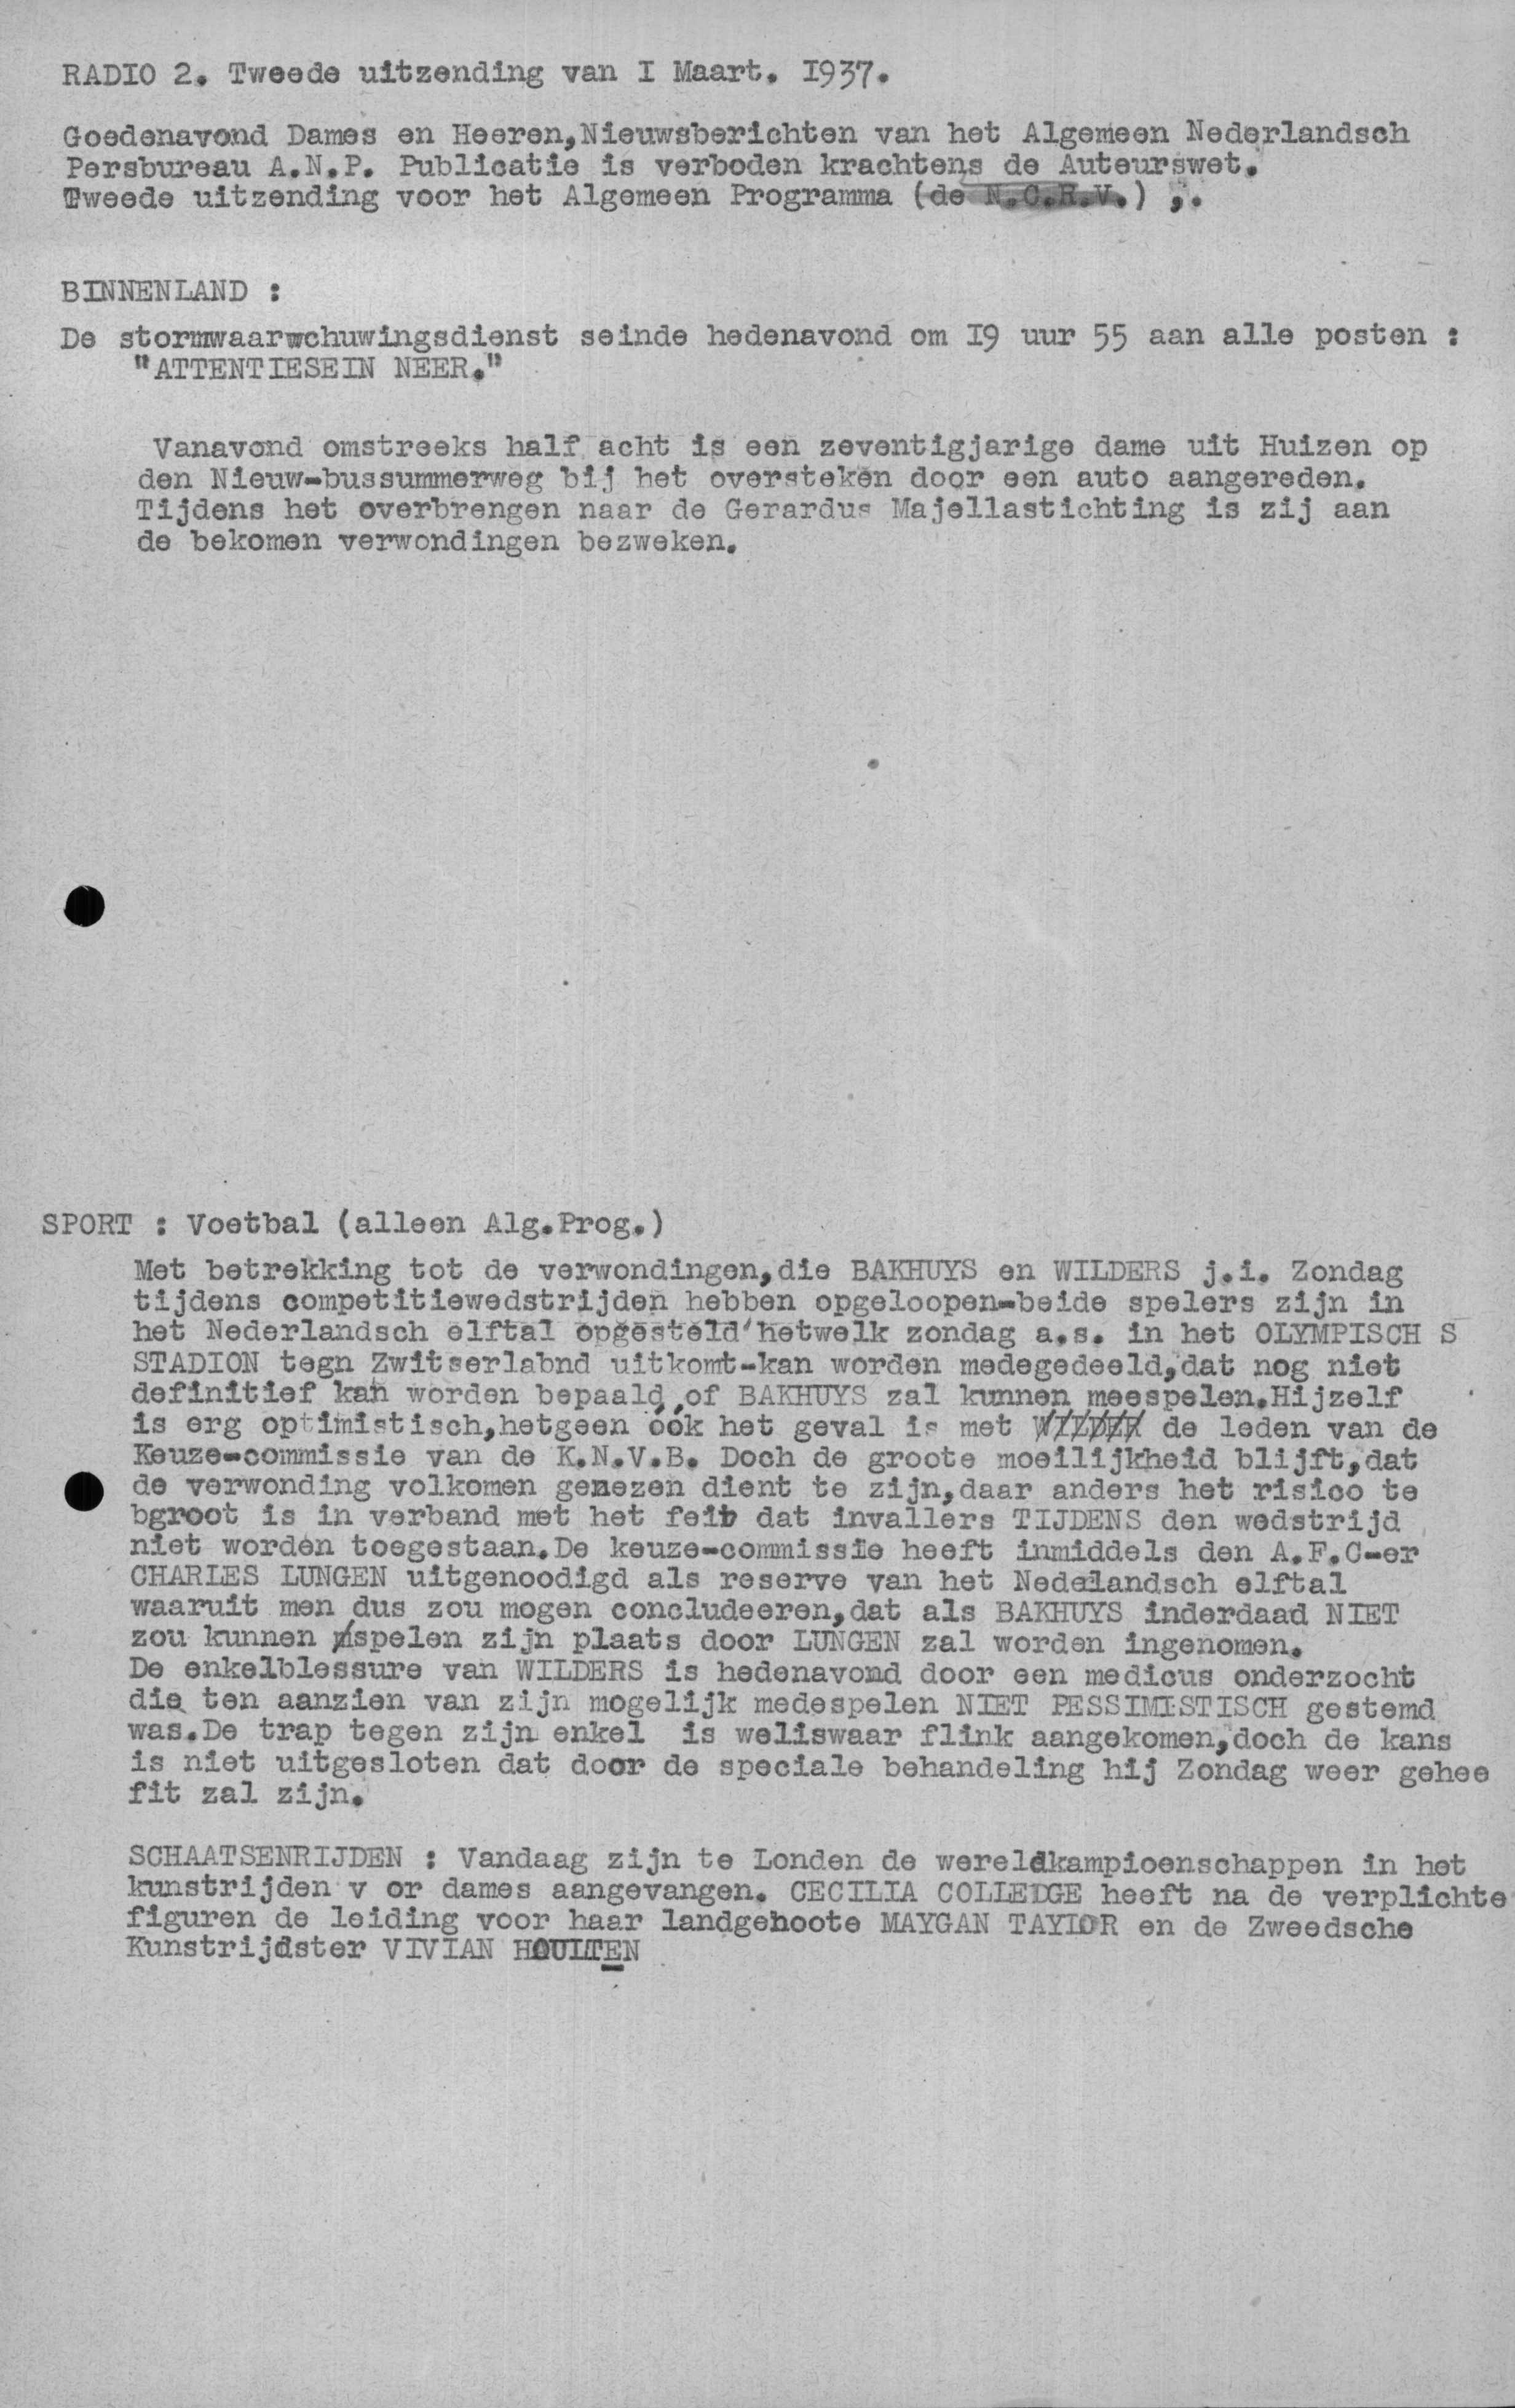 RADIO 2. Tweede uitzending van I Maart. I937.
Goedenavond Dames en Heeren,Nieuwsberichten van het Algemeen Nederlandsch
Persbureau A.N.P. Publicatie is verboden krachtens de Auteurswet.
Tweede uitzending voor het Algemeen Programma (de N.C.R.V.) ;.
BINNENLAND :
De stormwaarwchuwingsdienst seinde hedenavond om I9 uur 55 aan alle posten :
"ATTENTIESEIN NEER."
Vanavond omstreeks half acht is een zeventigjarige dame uit Huizen op
den Nieuw-bussummerweg bij het oversteken door een auto aangereden.
Tijdens het overbrengen naar de Gerardus Majellastichting is zij aan
de bekomen verwondingen bezweken.
SPORT : Voetbal (alleen Alg.Prog.)
Met betrekking tot de verwondingen,die BAKHUYS en WILDERS j.i. Zondag
tijdens competitiewedstrijden hebben opgeloopen-beide spelers zijn in
het Nederlandsch elftal opgesteld'hetwelk zondag a.s. in het OLYMPISCH S
STADION tegn Zwitserlabnd uitkomt-kan worden medegedeeld,dat nog niet
definitief kan worden bepaald,of BAKHUYS zal kunnen meespelen.Hijzelf
is erg optimistisch,hetgeen óók het geval is met WILDER de leden van de
Keuze-commissie van de K.N.V.B. Doch de groote moeilijkheid blijft,dat
de verwonding volkomen genezen dient te zijn,daar anders het risico te
bgroot is in verband met het feit dat invallers TIJDENS den wedstrijd
niet worden toegestaan.De keuze-commissie heeft inmiddels den A.F.C-er
CHARLES LUNGEN uitgenoodigd als reserve van het Nedelandsch elftal
waaruit men dus zou mogen concludeeren,dat als BAKHUYS inderdaad NIET
zou kunnen mspelen zijn plaats door LUNGEN zal worden ingenomen.
De enkelblessure van WILDERS is hedenavond door een medicus onderzocht
die ten aanzien van zijn mogelijk medespelen NIET PESSIMISTISCH gestemd
was.De trap tegen zijn enkel is weliswaar flink aangekomen,doch de kans
is niet uitgesloten dat door de speciale behandeling hij Zondag weer gehee
fit zal zijn.
SCHAATSENRIJDEN : Vandaag zijn te Londen de wereldkampioenschappen in het
kunstrijden v or dames aangevangen. CECILIA COLLEDGE heeft na de verplichte
figuren de leiding voor haar landgenoote MAYGAN TAYLOR en de Zweedsche
Kunstrijdster VIVIAN HOULTEN